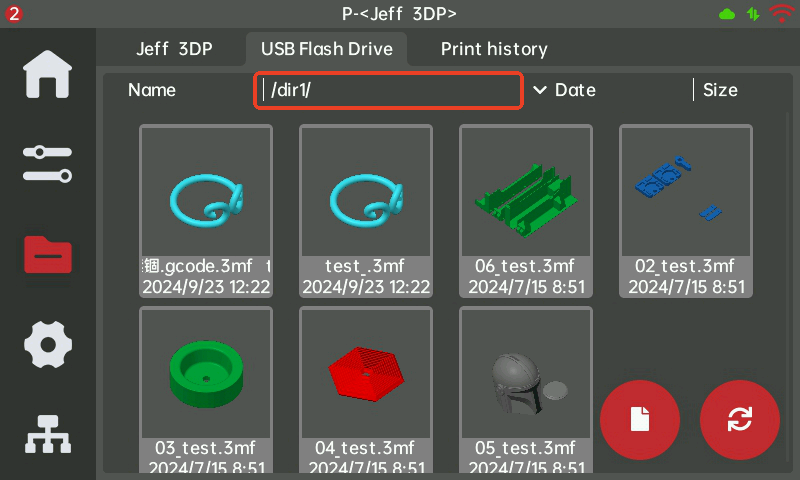 2
P-<Jeff 3DP>
Jeff 3DP
USB Flash Drive
Print history
Name
/dir1/
Date
Size
锢.gcode.3mf t
2024/9/23 12:22
test_.3mf
2024/9/23 12:22
06_test.3mf
2024/7/15 8:51
02_test.3mf
2024/7/15 8:51
03_test.3mf
2024/7/15 8:51
04_test.3mf
2024/7/15 8:51
05_test.3mf
2024/7/15 8:51